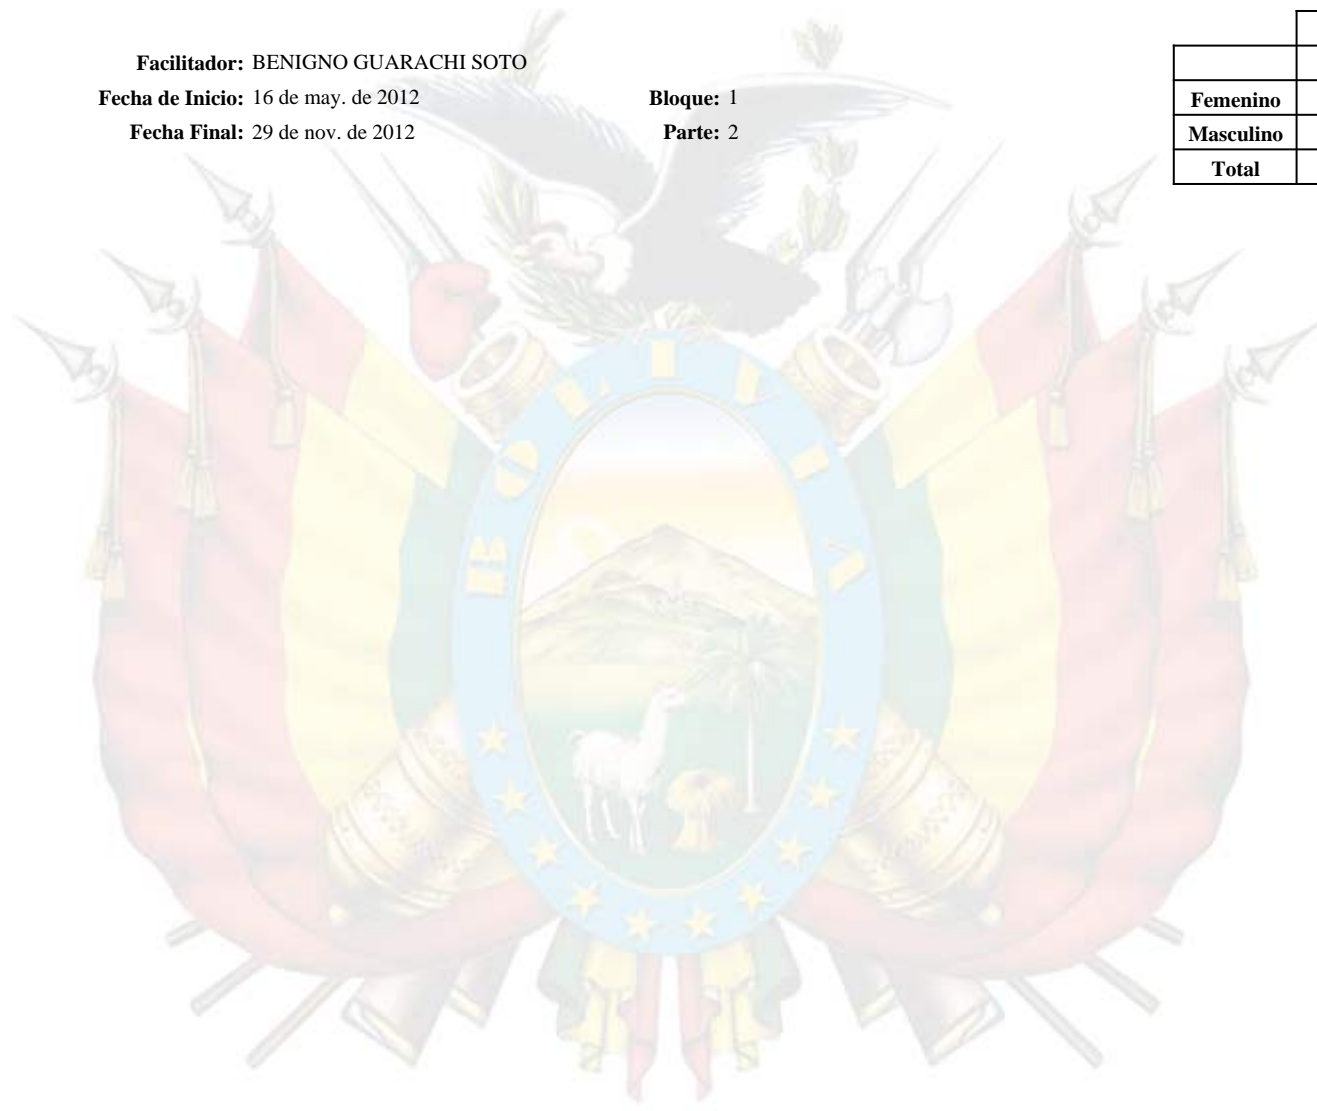 Facilitador: BENIGNO GUARACHI SOTO
Fecha de Inicio: 16 de may. de 2012 Bloque: 1
Fecha Final: 29 de nov. de 2012 Parte: 2
Femenino
Masculino
Total
BOLIVIA